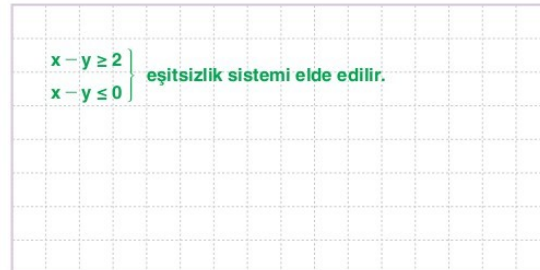 x − y ≥ 2
x − y ≤ 0 } eşitsizlik sistemi elde edilir.